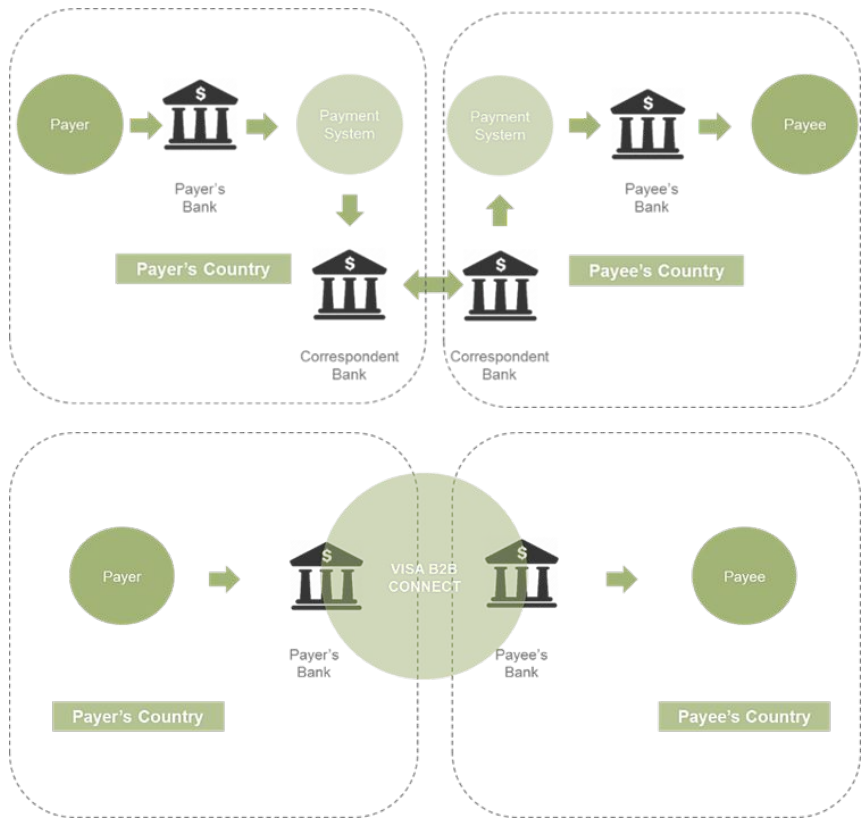 $
$
Payer
Payment
System
Payment
System
Payee
Payer's
Bank
Payee's
Bank
Payer's Country
$
$
Payee's Country
Correspondent
Bank
Correspondent
Bank
$
$
Payer
VISA B2B
CONNECT
Payee
Payer's
Bank
Payee's
Bank
Payer's Country
Payee's Country